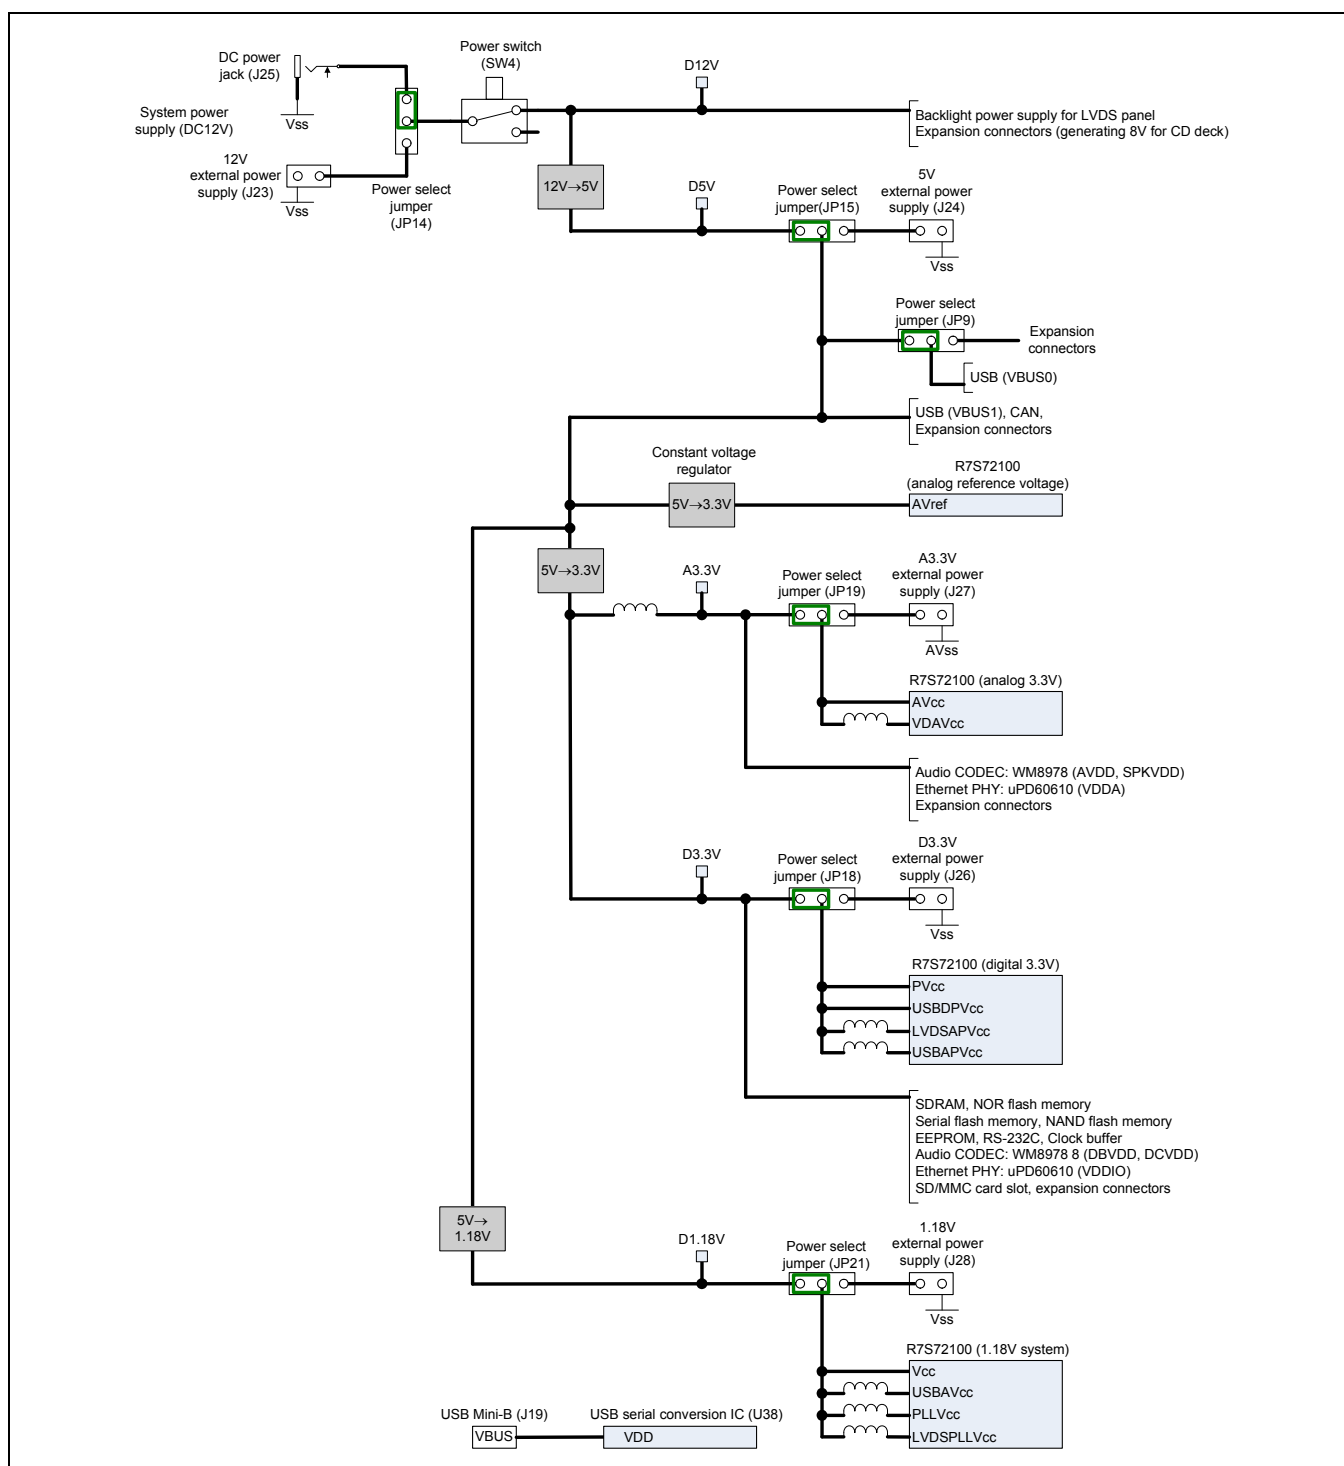 DC power
jack (J25)
Vss
Power switch
(SW4)
D12V
System power
supply (DC12V)
Backlight power supply for LVDS panel
Expansion connectors (generating 8V for CD deck)
12V
external power
supply (J23)
Vss
Power select
jumper
(JP14)
12V→5V
D5V
Power select
jumper(JP15)
5V
external power
supply (J24)
Vss
Power select
jumper (JP9)
Expansion
connectors
USB (VBUS0)
USB (VBUS1), CAN,
Expansion connectors
Constant voltage
regulator
5V→3.3V
R7S72100
(analog reference voltage)
AVref
5V→3.3V
A3.3V
Power select
jumper (JP19)
A3.3V
external power
supply (J27)
AVss
R7S72100 (analog 3.3V)
AVcc
VDAVcc
Audio CODEC: WM8978 (AVDD, SPKVDD)
Ethernet PHY: uPD60610 (VDDA)
Expansion connectors
D3.3V
Power select
jumper (JP18)
D3.3V
external power
supply (J26)
Vss
R7S72100 (digital 3.3V)
PVcc
USBDPVcc
LVDSAPVcc
USBAPVcc
SDRAM, NOR flash memory
Serial flash memory, NAND flash memory
EEPROM, RS-232C, Clock buffer
Audio CODEC: WM8978 8 (DBVDD, DCVDD)
Ethernet PHY: uPD60610 (VDDIO)
SD/MMC card slot, expansion connectors
5V→
1.18V
D1.18V
Power select
jumper (JP21)
1.18V
external power
supply (J28)
Vss
R7S72100 (1.18V system)
Vcc
USBAVcc
PLLVcc
LVDSPLLVcc
USB Mini-B (J19)
VBUS
USB serial conversion IC (U38)
VDD